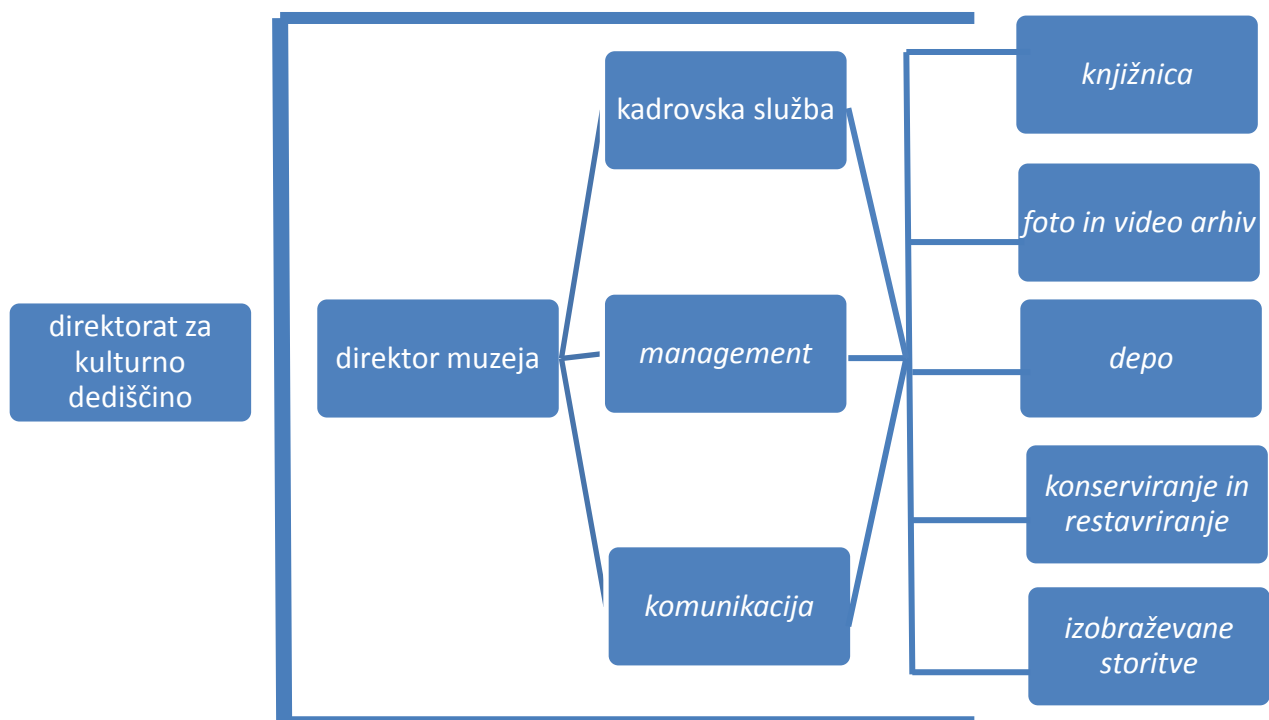 direktorat za
kulturno
dediščino
direktor muzeja
kadrovska služba
management
komunikacija
knjižnica
foto in video arhiv
depo
konserviranje in
restavriranje
izobraževane
storitve